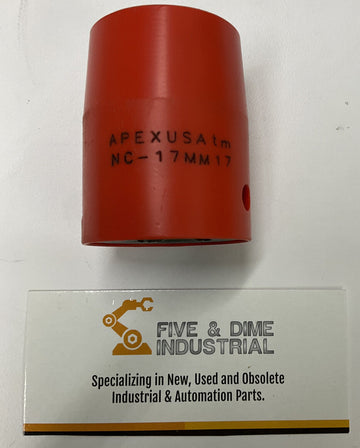 APEXUSAtm
NC-17MM17
FIVE & DIME
INDUSTRIAL
Specializing in New, Used and Obsolete
Industrial & Automation Parts.